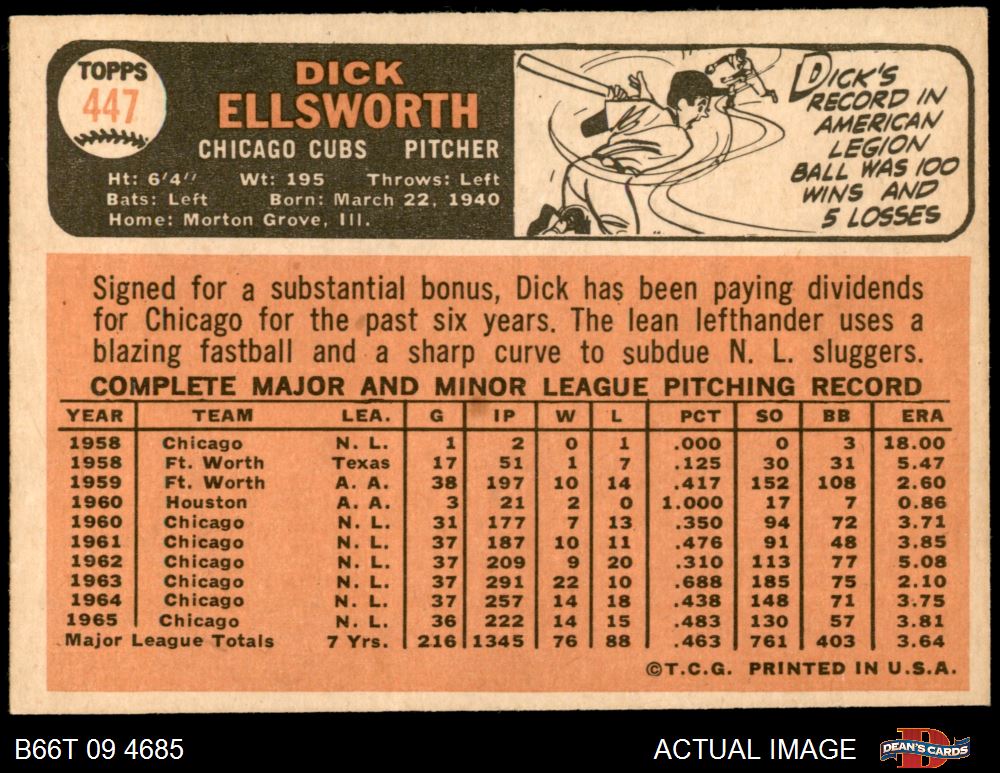 TOPPS
447
DICK
ELLSWORTH
CHICAGO CUBS PITCHER
Ht: 6'4" Wt: 195 Throws: Left
Bats: Left Born: March 22, 1940
Home: Morton Grove, Ill.
DICK'S
RECORD IN
AMERICAN
LEGION
BALL WAS 100
WINS AND
5 LOSSES
Signed for a substantial bonus, Dick has been paying dividends
for Chicago for the past six years. The lean lefthander uses a
blazing fastball and a sharp curve to subdue N. L. sluggers.
COMPLETE MAJOR AND MINOR LEAGUE PITCHING RECORD
YEAR TEAM LEA. G IP W L PCT SO BB ERA
1958 Chicago N. L. 1 2 0 1 .000 0 3 18.00
1958 Ft. Worth Texas 17 51 1 7 .125 30 31 5.47
1959 Ft. Worth A. A. 38 197 10 14 .417 152 108 2.60
1960 Houston A. A. 3 21 2 0 1.000 17 7 0.86
1960 Chicago N. L. 31 177 7 13 .350 94 72 3.71
1961 Chicago N. L. 37 187 10 11 .476 91 48 3.85
1962 Chicago N. L. 37 209 9 20 .310 113 77 5.08
1963 Chicago N. L. 37 291 22 10 .688 185 75 2.10
1964 Chicago N. L. 37 257 14 18 .438 148 71 3.75
1965 Chicago N. L. 36 222 14 15 .483 130 57 3.81
Major League Totals 7 Yrs. 216 1345 76 88 .463 761 403 3.64
©T.C.G. PRINTED IN U.S.A.
B66T 09 4685
ACTUAL IMAGE
DEAN'S CARDS